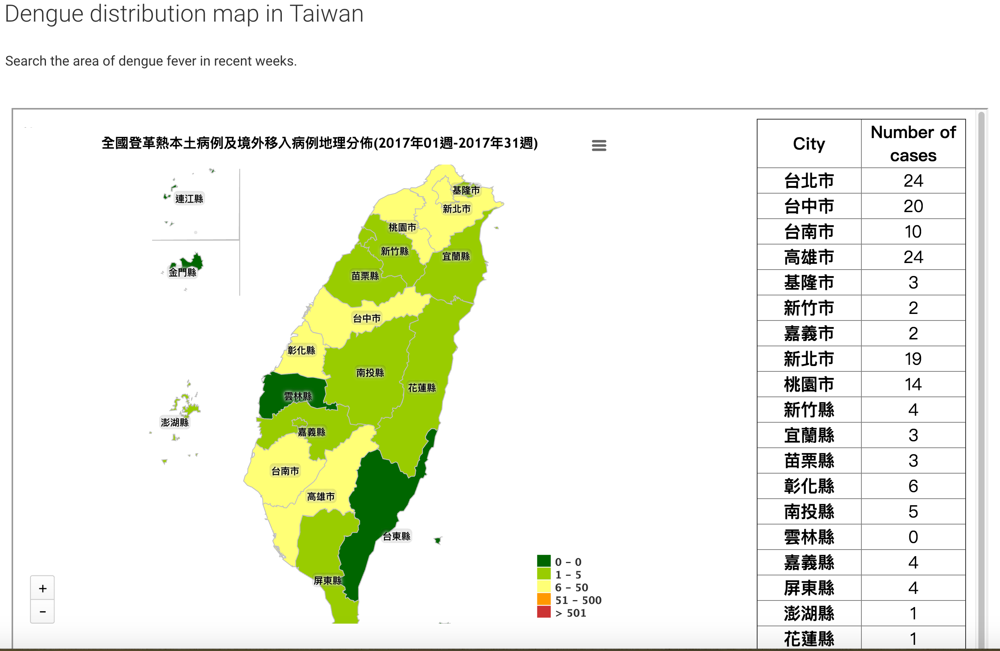 Dengue distribution map in Taiwan
Search the area of dengue fever in recent weeks.
全國登革熱本土病例及境外移入病例地理分佈(2017年01週-2017年31週)
連江縣
金門縣
澎湖縣
基隆市
新北市
桃園市
新竹縣
宜蘭縣
苗栗縣
台中市
彰化縣
南投縣
花蓮縣
雲林縣
嘉義縣
台南市
高雄市
台東縣
屏東縣
+
−
0 – 0
1 – 5
6 – 50
51 – 500
> 501
City Number of cases
台北市 24
台中市 20
台南市 10
高雄市 24
基隆市 3
新竹市 2
嘉義市 2
新北市 19
桃園市 14
新竹縣 4
宜蘭縣 3
苗栗縣 3
彰化縣 6
南投縣 5
雲林縣 0
嘉義縣 4
屏東縣 4
澎湖縣 1
花蓮縣 1